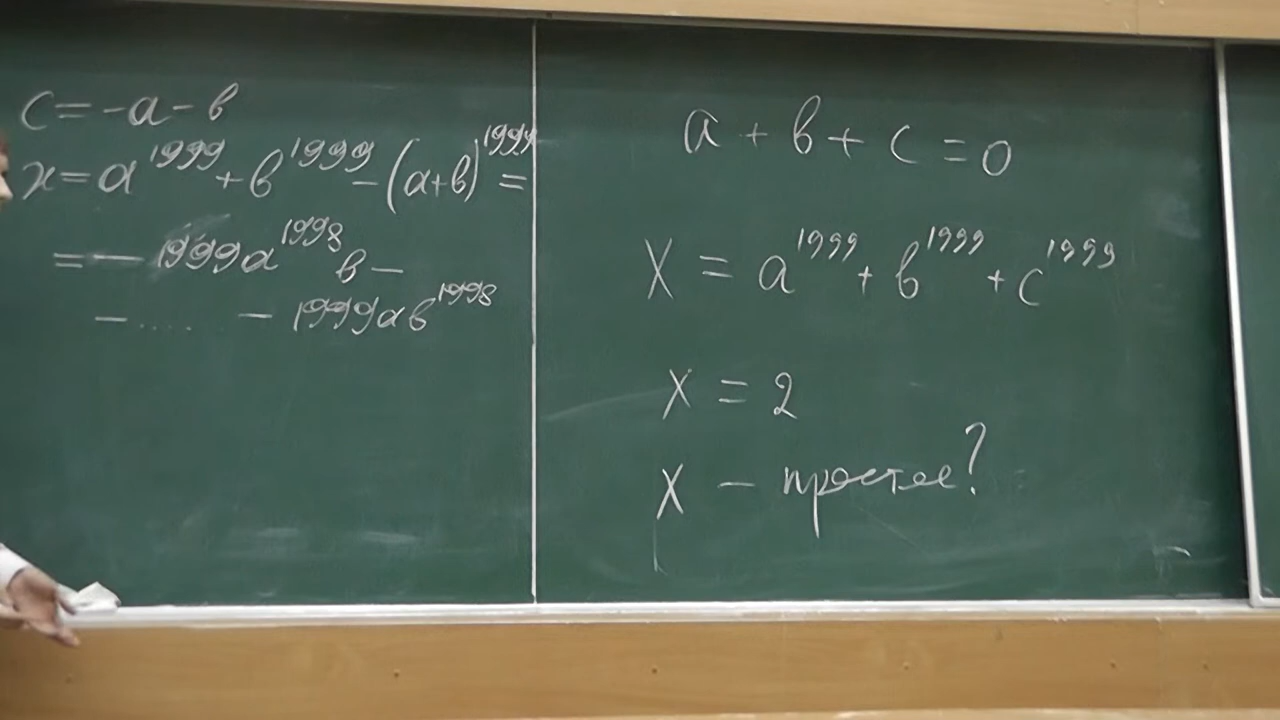 c = -a - в
x = a^1999 + в^1999 - (a+в)^1999 =
= - 1999a^1998 в -
- ..... - 1999aв^1998
a + в + c = 0
X = a^1999 + в^1999 + c^1999
X = 2
X - простое?